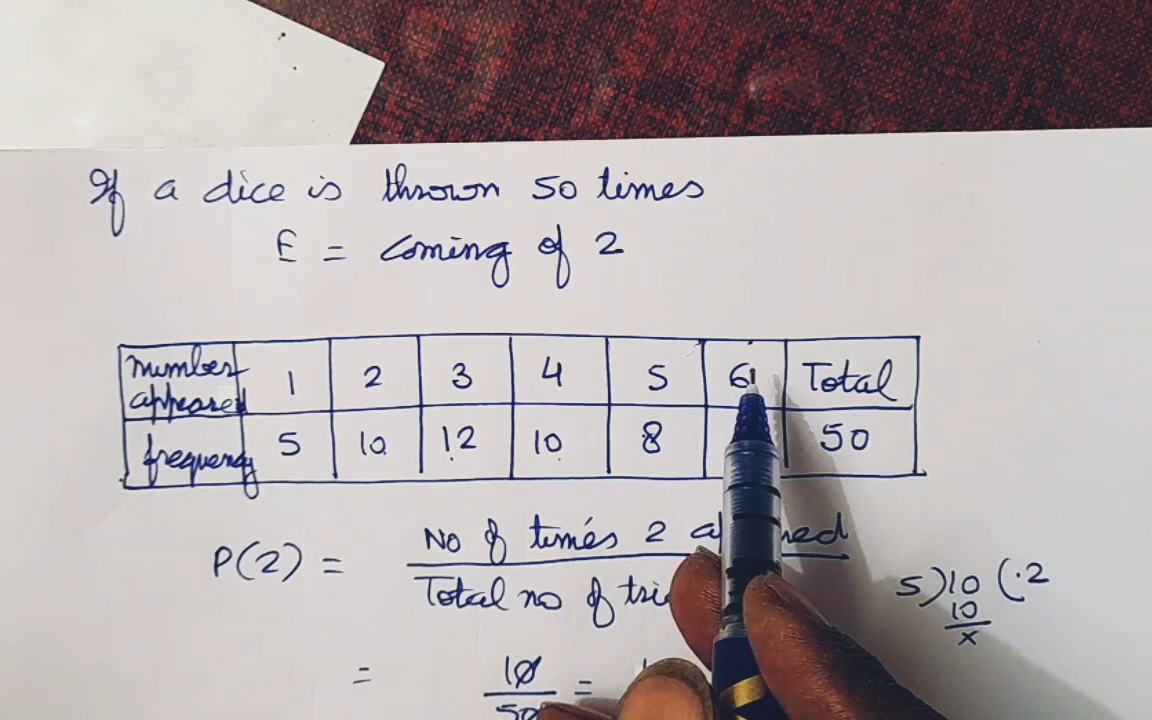 If a dice is thrown 50 times
E = coming of 2
number appeared 1 2 3 4 5 6 Total
frequency 5 10 12 10 8 50
No of times 2
P(2) =
Total no of
5)10(.2
10
x
= 10/50 =